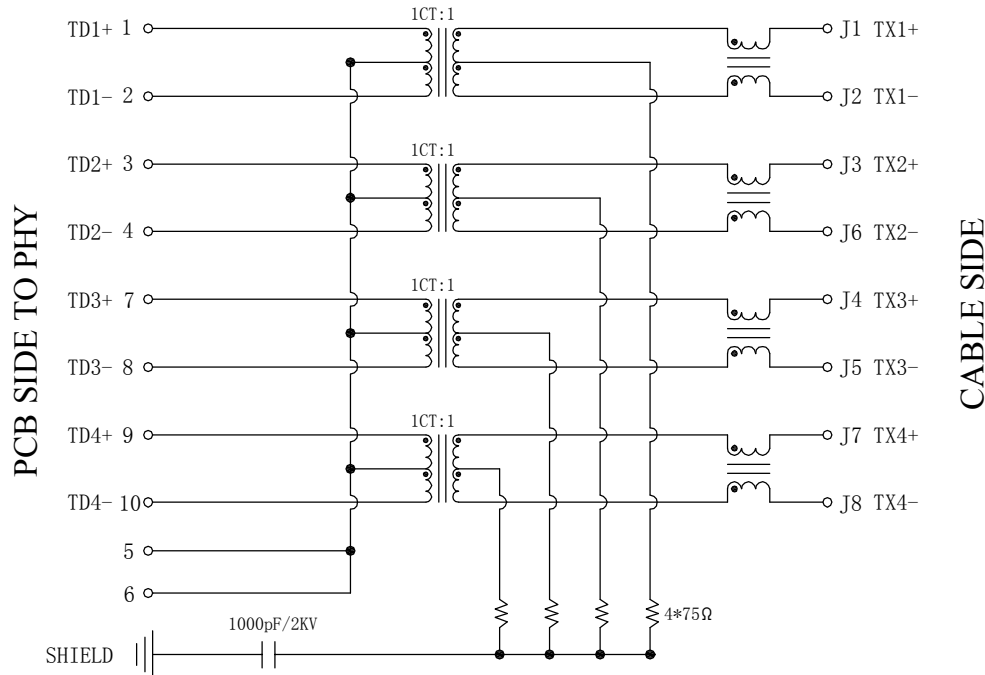 1CT:1
TD1+ 1
J1 TX1+
TD1- 2
J2 TX1-
1CT:1
TD2+ 3
J3 TX2+
TD2- 4
J6 TX2-
1CT:1
TD3+ 7
J4 TX3+
TD3- 8
J5 TX3-
1CT:1
TD4+ 9
J7 TX4+
TD4- 10
J8 TX4-
5
6
4*75Ω
1000pF/2KV
SHIELD
PCB SIDE TO PHY
CABLE SIDE